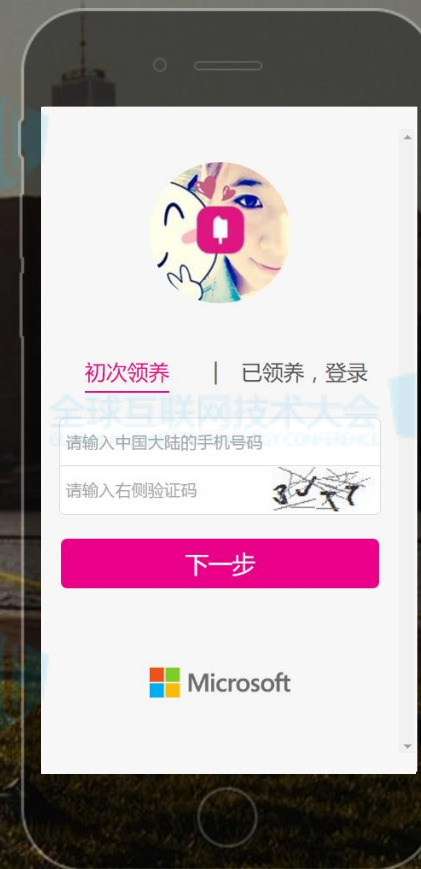 初次领养 | 已领养，登录
全球互联网技术大会
请输入中国大陆的手机号码
请输入右侧验证码
下一步
Microsoft